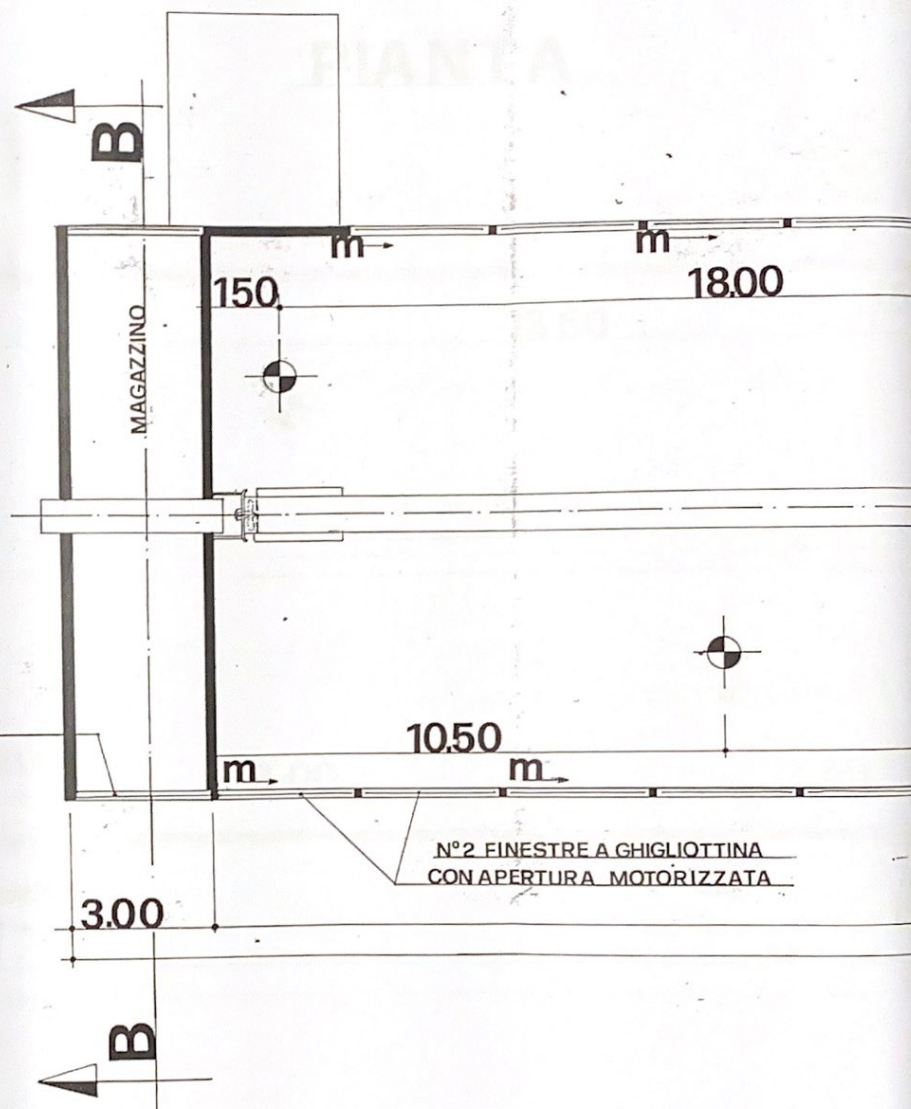 PIANTA
B
m
m
150
18.00
MAGAZZINO
10.50
m
m
N°2 FINESTRE A GHIGLIOTTINA
CON APERTURA MOTORIZZATA
3.00
B